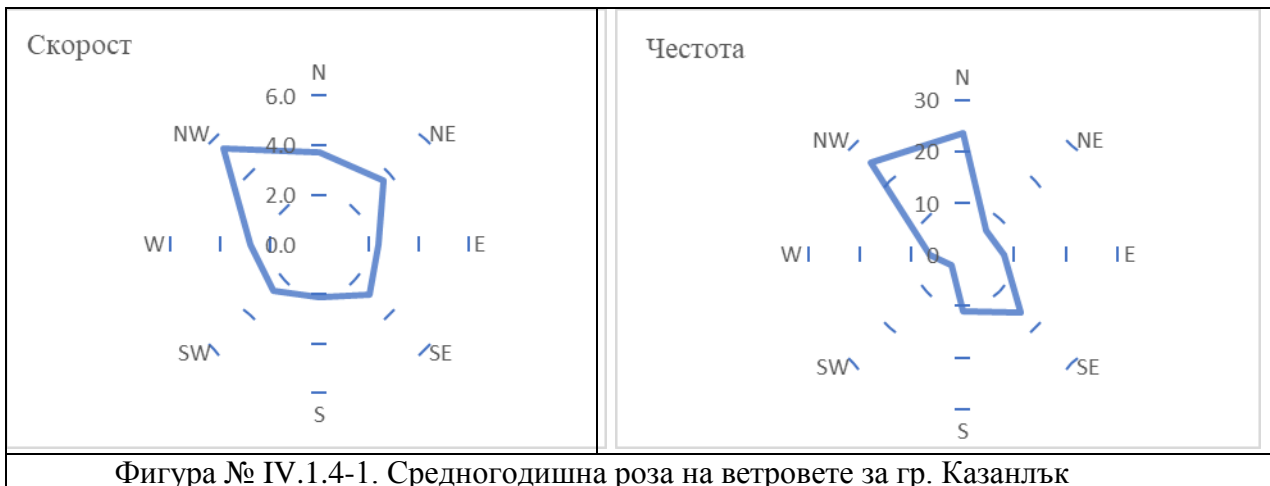 Скорост
N
6.0
NW
NE
4.0
2.0
W
0.0
E
SW
SE
S
Честота
N
30
NW
NE
20
10
W
0
E
SW
SE
S
Фигура № IV.1.4-1. Средногодишна роза на ветровете за гр. Казанлък